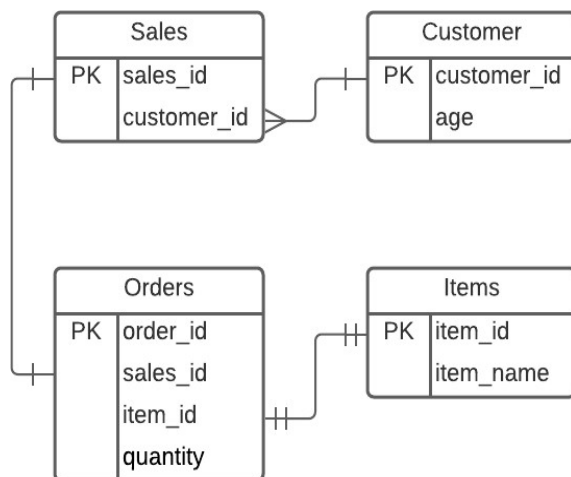 Sales
PK sales_id
customer_id
Customer
PK customer_id
age
Orders
PK order_id
sales_id
item_id
quantity
Items
PK item_id
item_name